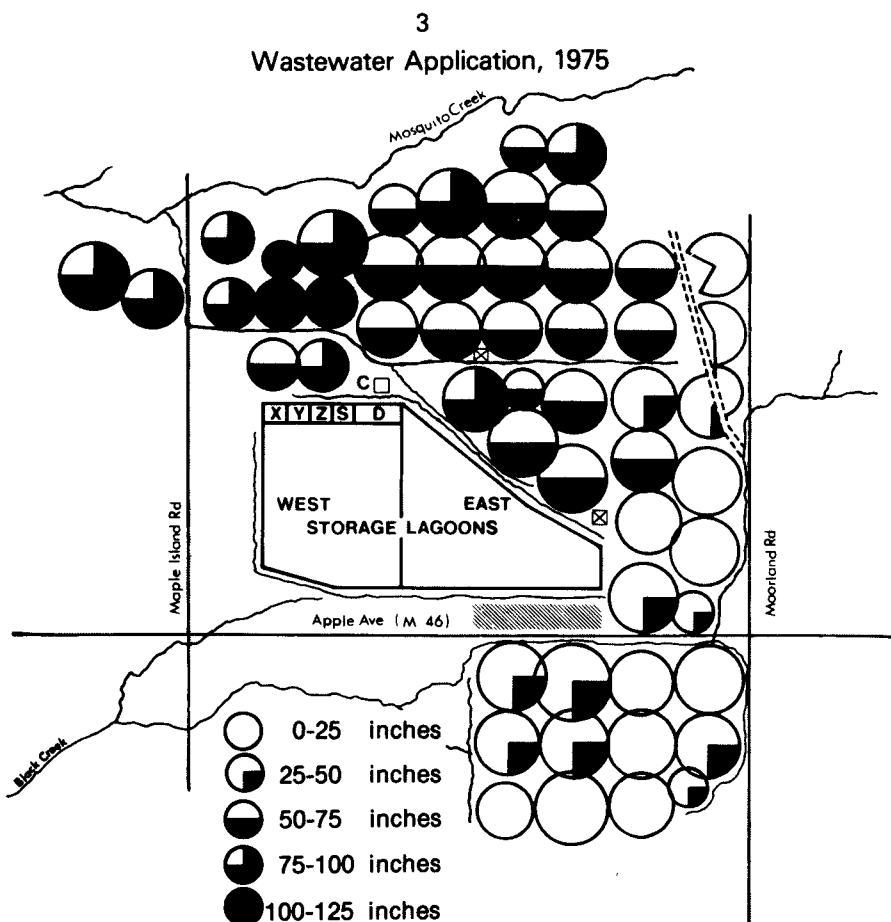 3
Wastewater Application, 1975
Mosquito Creek
C
X Y Z S D
WEST EAST
STORAGE LAGOONS
Maple Island Rd
Moorland Rd
Apple Ave (M 46)
Black Creek
0-25 inches
25-50 inches
50-75 inches
75-100 inches
100-125 inches